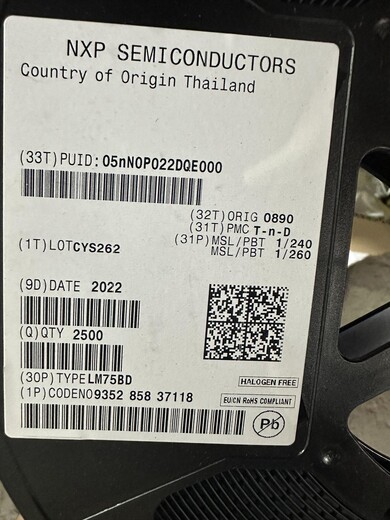 NXP SEMICONDUCTORS
Country of Origin Thailand
(33T)PUID: 05nN0P022DQE000
(32T)ORIG 0890
(31T)PMC T-n-D
(31P)MSL/PBT 1/240
MSL/PBT 1/260
(1T)LOTCYS262
(9D)DATE 2022
(Q)QTY 2500
(30P)TYPELM75BD
HALOGEN FREE
(1P)CODENO9352 858 37118
EU/CN RoHS COMPLIANT
Pb